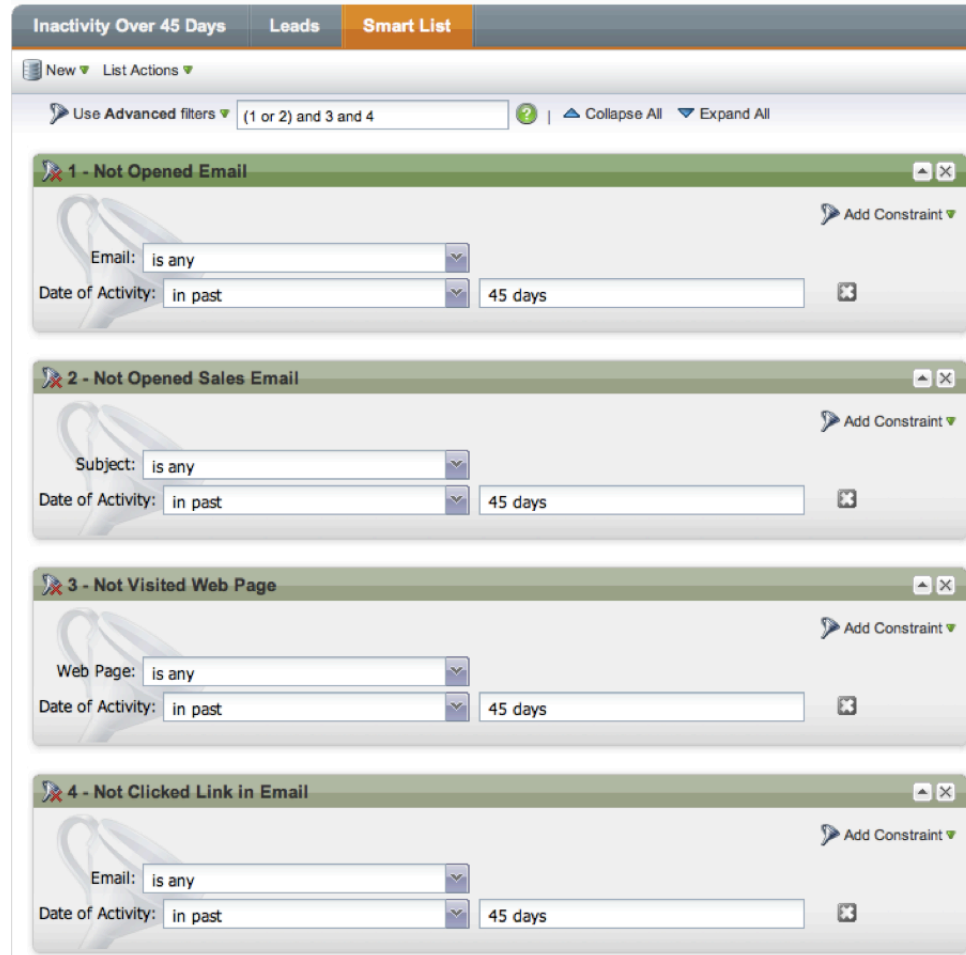 Inactivity Over 45 Days Leads Smart List
New List Actions
Use Advanced filters (1 or 2) and 3 and 4 ? | Collapse All Expand All
1 - Not Opened Email
Add Constraint
Email: is any
Date of Activity: in past 45 days
2 - Not Opened Sales Email
Add Constraint
Subject: is any
Date of Activity: in past 45 days
3 - Not Visited Web Page
Add Constraint
Web Page: is any
Date of Activity: in past 45 days
4 - Not Clicked Link in Email
Add Constraint
Email: is any
Date of Activity: in past 45 days